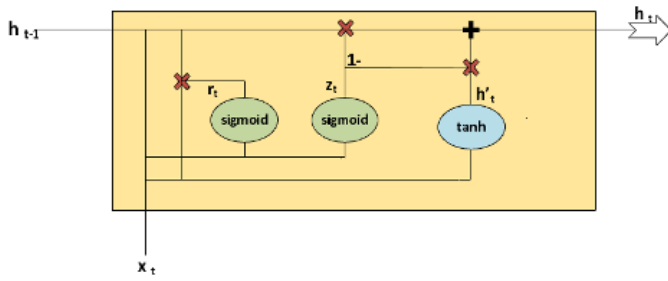 h t-1
h t
1-
r t
z t
h' t
sigmoid
sigmoid
tanh
x t